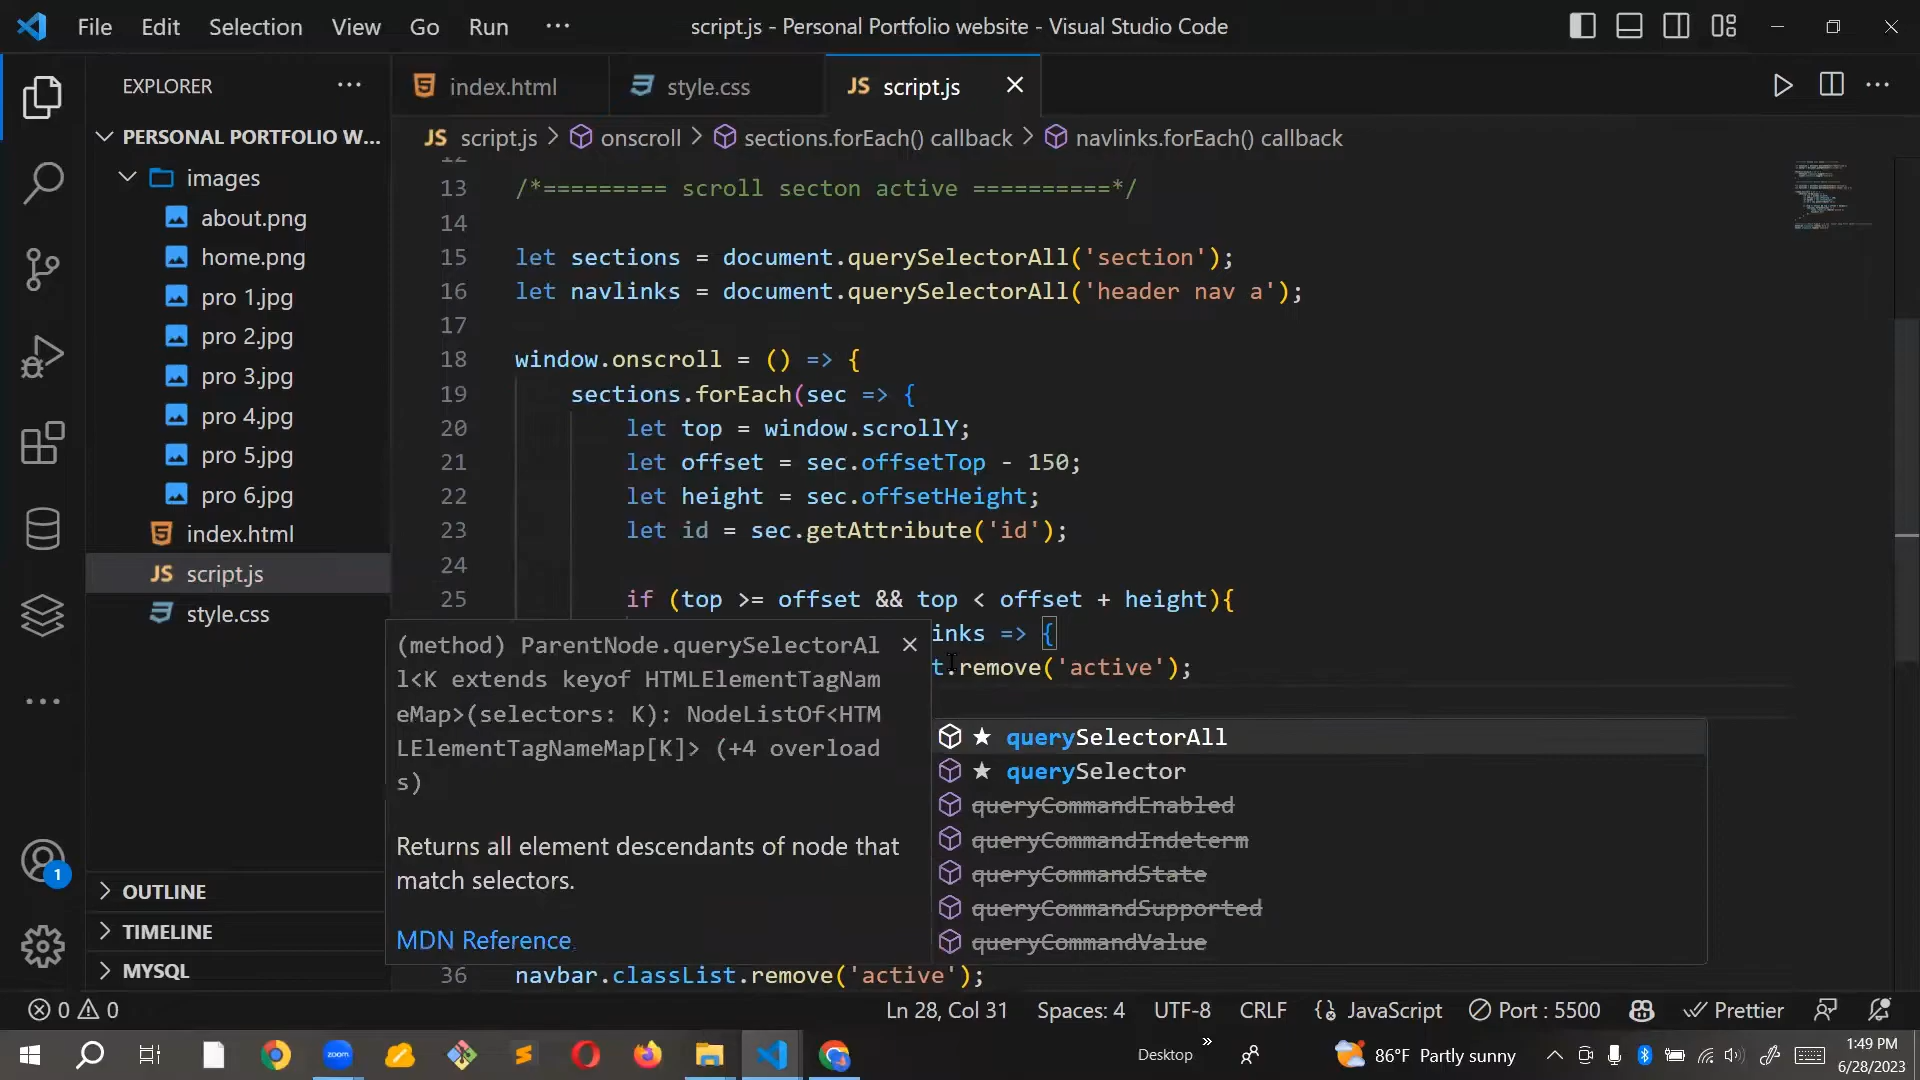 File Edit Selection View Go Run ··· script.js - Personal Portfolio website - Visual Studio Code
EXPLORER ···
PERSONAL PORTFOLIO W...
images
about.png
home.png
pro 1.jpg
pro 2.jpg
pro 3.jpg
pro 4.jpg
pro 5.jpg
pro 6.jpg
index.html
JS script.js
style.css
OUTLINE
TIMELINE
MYSQL
1
index.html style.css JS script.js
JS script.js > onscroll > sections.forEach() callback > navlinks.forEach() callback
13 /*========= scroll secton active ==========*/
14
15 let sections = document.querySelectorAll('section');
16 let navlinks = document.querySelectorAll('header nav a');
17
18 window.onscroll = () => {
19 sections.forEach(sec => {
20 let top = window.scrollY;
21 let offset = sec.offsetTop - 150;
22 let height = sec.offsetHeight;
23 let id = sec.getAttribute('id');
24
25 if (top >= offset && top < offset + height){
inks => {
t.remove('active');
(method) ParentNode.querySelectorAl
l<K extends keyof HTMLElementTagNam
eMap>(selectors: K): NodeListOf<HTM
LElementTagNameMap[K]> (+4 overload
s)
Returns all element descendants of node that
match selectors.
MDN Reference
querySelectorAll
querySelector
queryCommandEnabled
queryCommandIndeterm
queryCommandState
queryCommandSupported
queryCommandValue
36 navbar.classList.remove('active');
0 0 Ln 28, Col 31 Spaces: 4 UTF-8 CRLF {} JavaScript Port : 5500 Prettier
zoom Desktop » 86°F Partly sunny 1:49 PM
6/28/2023